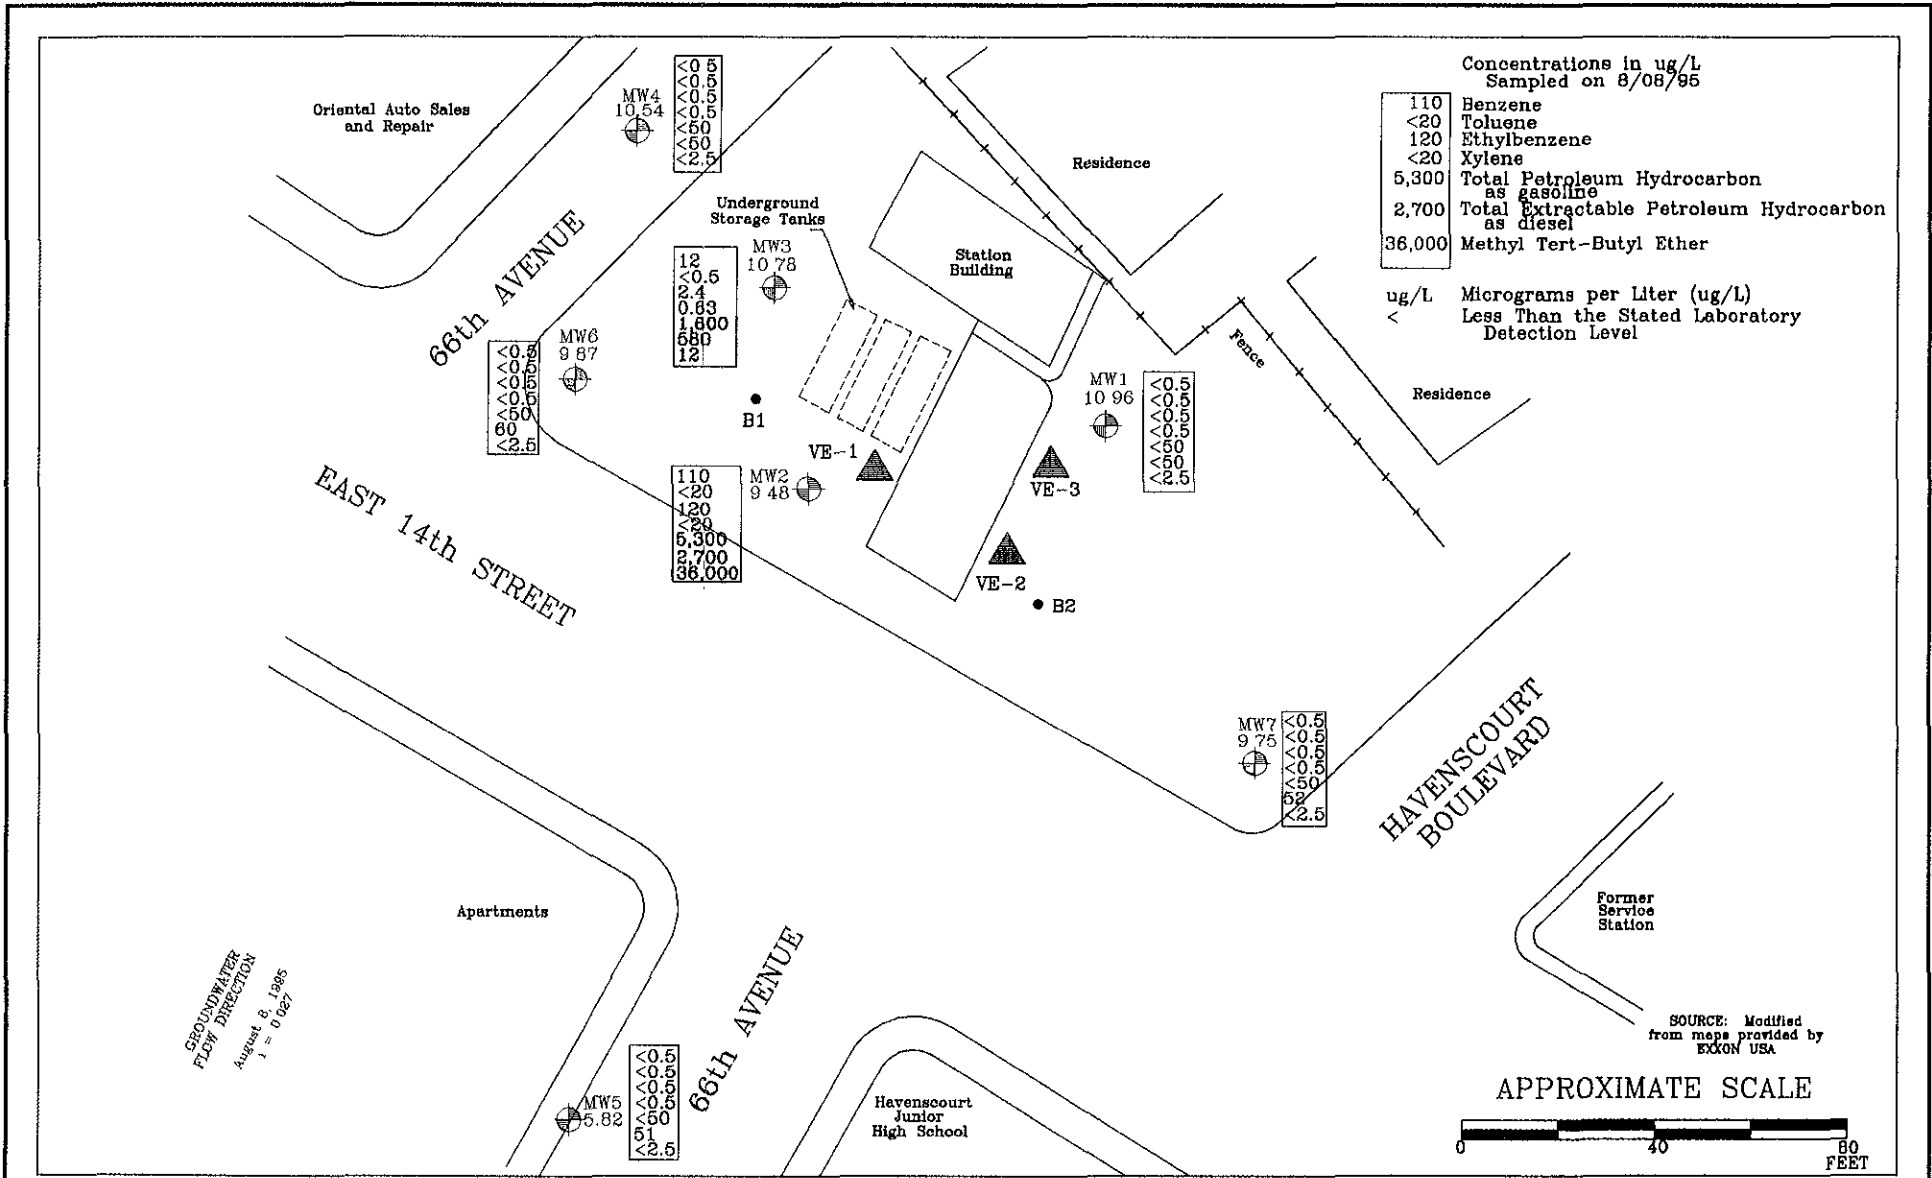 Concentrations in ug/L
Sampled on 8/08/95
110 Benzene
<20 Toluene
120 Ethylbenzene
<20 Xylene
5,300 Total Petroleum Hydrocarbon
as gasoline
2,700 Total Extractable Petroleum Hydrocarbon
as diesel
36,000 Methyl Tert-Butyl Ether
ug/L Micrograms per Liter (ug/L)
< Less Than the Stated Laboratory
Detection Level
Oriental Auto Sales
and Repair
MW4
10.54
<0 5
<0.5
<0.5
<0.5
<50
<50
<2.5
Residence
66th AVENUE
Underground
Storage Tanks
MW3
10 78
12
<0.5
2.4
0.63
1,600
580
12
Station
Building
Fence
Residence
MW6
9 87
<0.5
<0.5
<0.5
<0.5
<50
60
<2.5
B1
MW1
10 96
<0.5
<0.5
<0.5
<0.5
<50
<50
<2.5
VE-1
VE-3
MW2
9 48
110
<20
120
<20
5,300
2,700
36,000
VE-2
B2
EAST 14th STREET
MW7
9 75
<0.5
<0.5
<0.5
<0.5
<50
52
<2.5
HAVENSCOURT
BOULEVARD
Apartments
Former
Service
Station
GROUNDWATER
FLOW DIRECTION
August 8, 1995
i = 0 027
66th AVENUE
MW5
5.82
<0.5
<0.5
<0.5
<0.5
<50
51
<2.5
Havenscourt
Junior
High School
SOURCE: Modified
from maps provided by
EXXON USA
APPROXIMATE SCALE
0 40 80
FEET